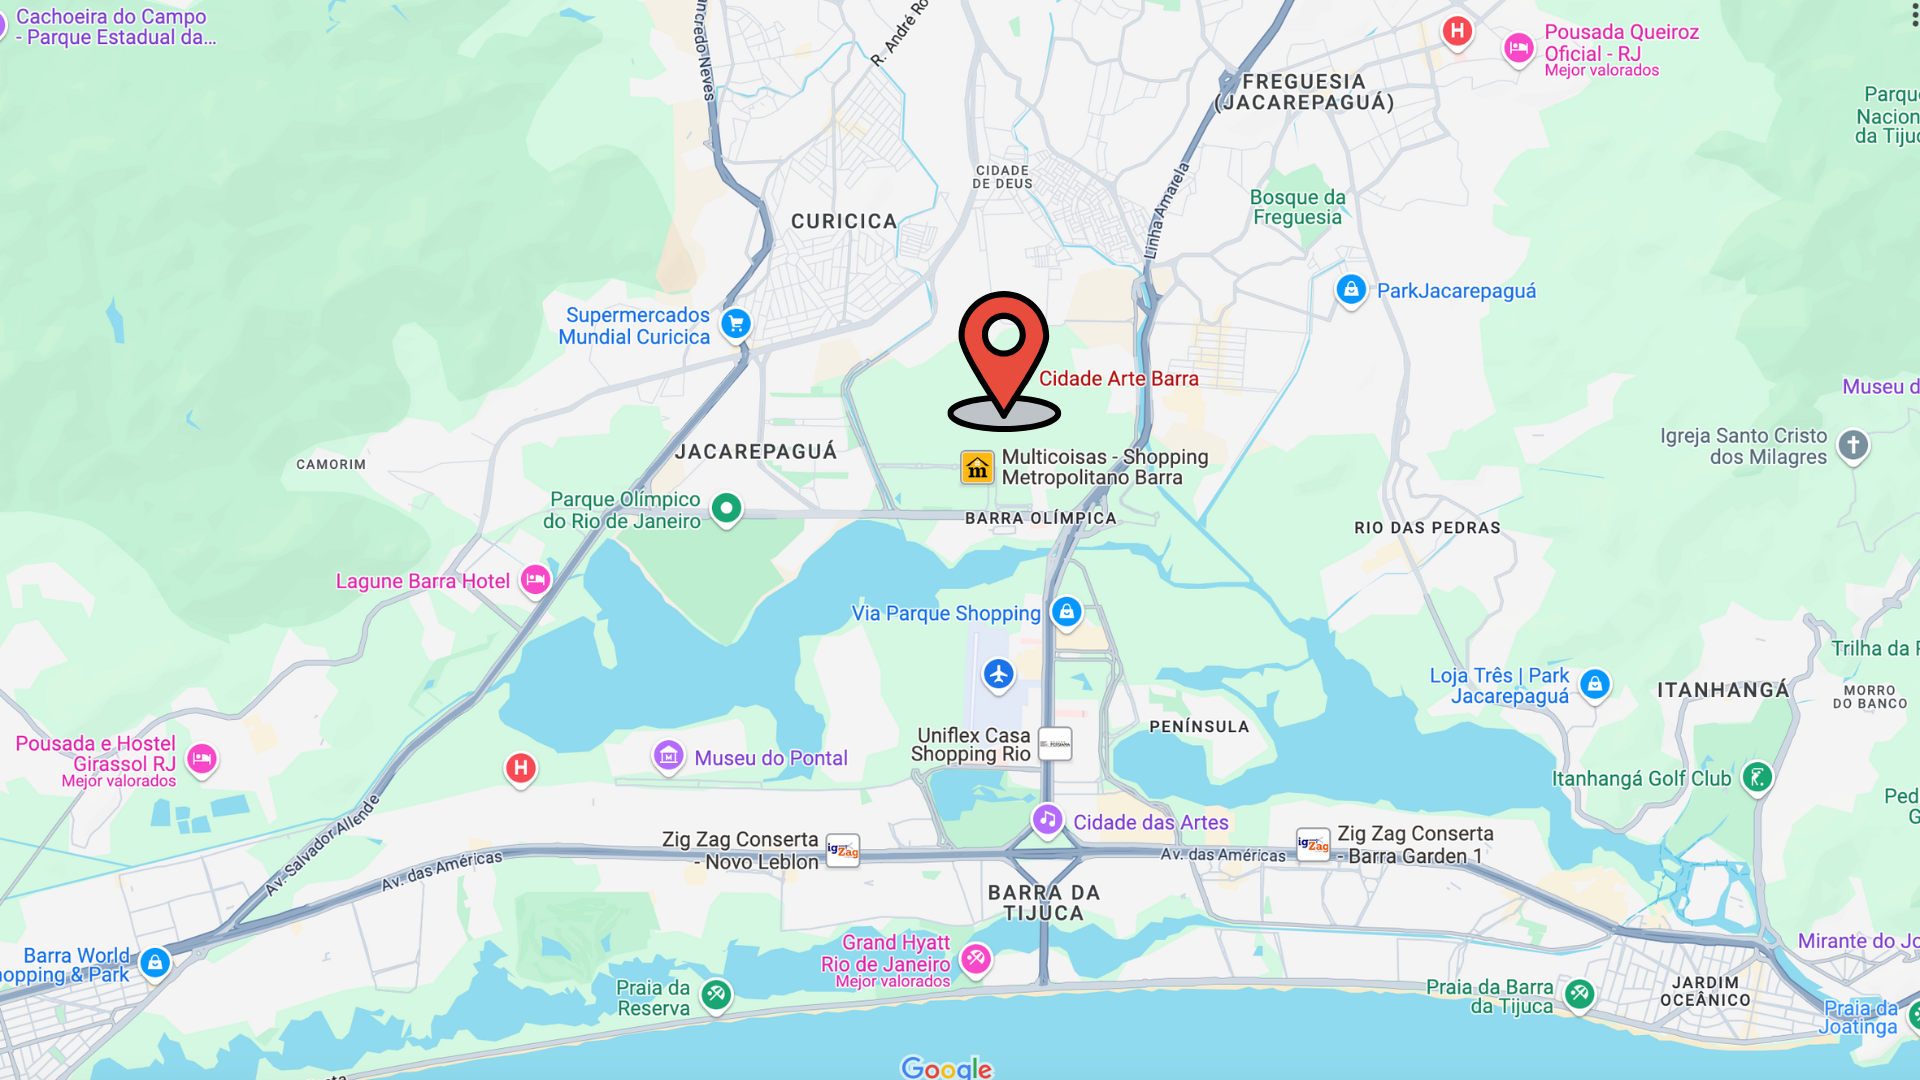 Cachoeira do Campo
- Parque Estadual da...
ncredo Neves
R. André Ro
H
Pousada Queiroz
Oficial - RJ
Mejor valorados
FREGUESIA
(JACAREPAGUÁ)
Parqu
Nacion
da Tiju
CIDADE
DE DEUS
Linha Amarela
Bosque da
Freguesia
CURICICA
ParkJacarepaguá
Supermercados
Mundial Curicica
Cidade Arte Barra
Museu d
JACAREPAGUÁ
CAMORIM
m
Multicoisas - Shopping
Metropolitano Barra
Igreja Santo Cristo
dos Milagres
Parque Olímpico
do Rio de Janeiro
BARRA OLÍMPICA
RIO DAS PEDRAS
Lagune Barra Hotel
Via Parque Shopping
Trilha da
Loja Três | Park
Jacarepaguá
ITANHANGÁ
MORRO
DO BANCO
PENÍNSULA
Uniflex Casa
Shopping Rio
Pousada e Hostel
Girassol RJ
Mejor valorados
H
Museu do Pontal
Itanhangá Golf Club
Ped
G
Cidade das Artes
Av. Salvador Allende
Av. das Américas
Zig Zag Conserta
- Novo Leblon
igzZag
Av. das Américas
igzZag
Zig Zag Conserta
- Barra Garden 1
BARRA DA
TIJUCA
Barra World
hopping & Park
Grand Hyatt
Rio de Janeiro
Mejor valorados
Mirante do Jo
Praia da
Reserva
Praia da Barra
da Tijuca
JARDIM
OCEÂNICO
Praia da
Joatinga
Google